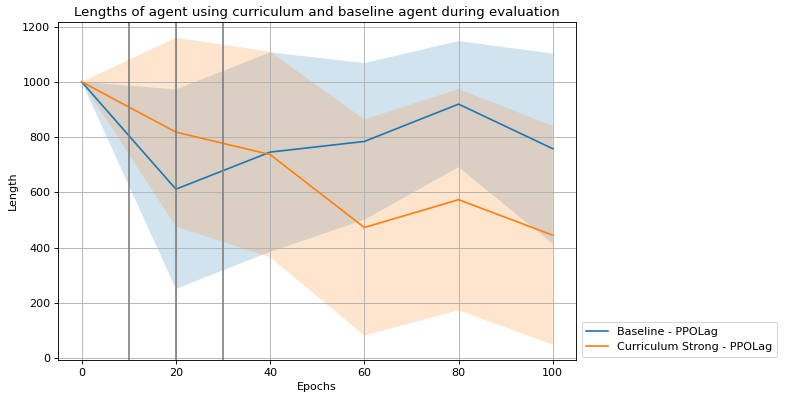 Lengths of agent using curriculum and baseline agent during evaluation
1200
1000
800
600
400
200
0
Length
0 20 40 60 80 100
Epochs
Baseline - PPOLag
Curriculum Strong - PPOLag